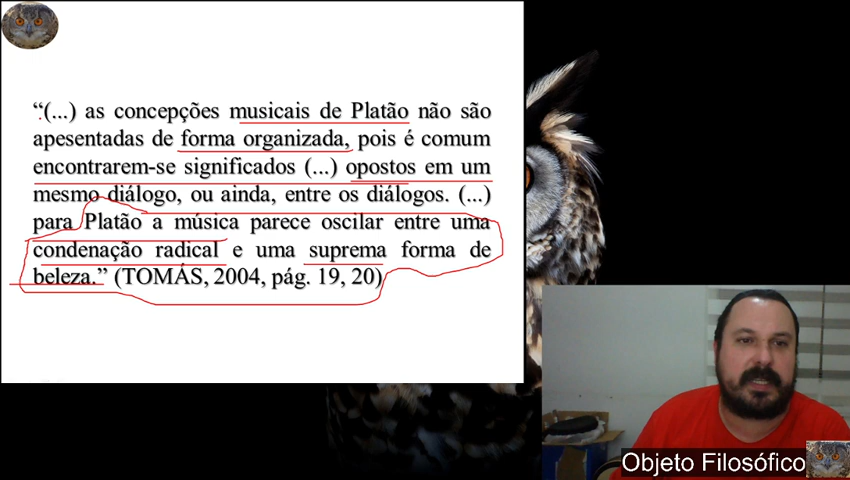 “(...) as concepções musicais de Platão não são
apesentadas de forma organizada, pois é comum
encontrarem-se significados (...) opostos em um
mesmo diálogo, ou ainda, entre os diálogos. (...)
para Platão a música parece oscilar entre uma
condenação radical e uma suprema forma de
beleza.” (TOMÁS, 2004, pág. 19, 20)
Objeto Filosófico